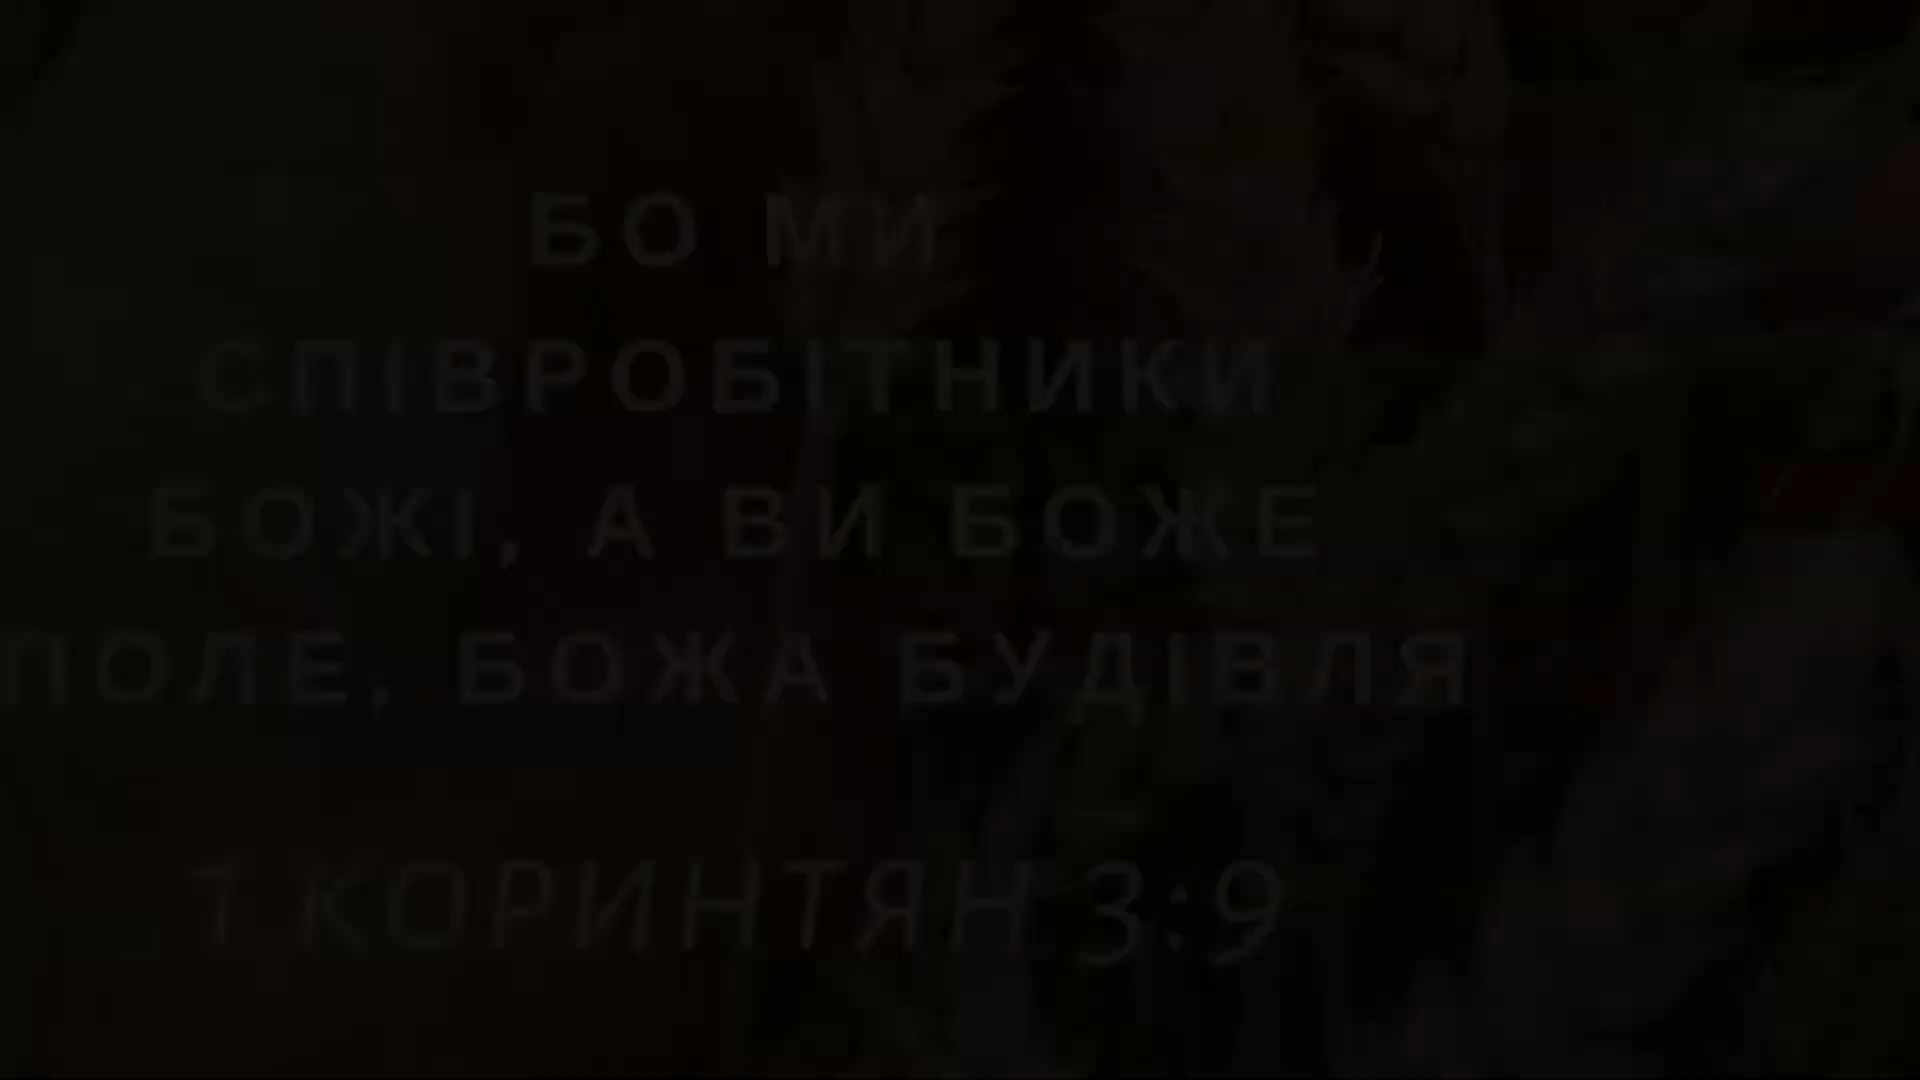 БО МИ
СПІВРОБІТНИКИ
БОЖІ, А ВИ БОЖЕ
ПОЛЕ, БОЖА БУДІВЛЯ
1 КОРИНТЯН 3:9